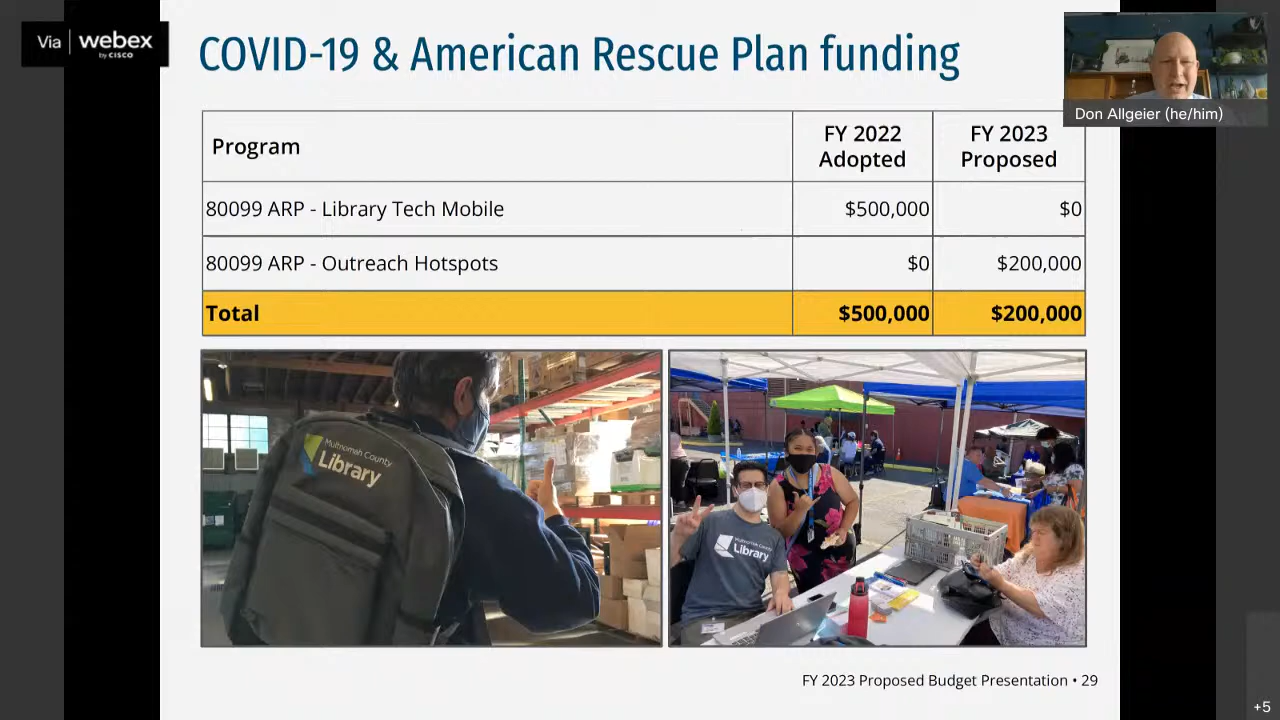 Via webex
by CISCO
COVID-19 & American Rescue Plan funding
Don Allgeier (he/him)
Program
FY 2022 Adopted
FY 2023 Proposed
80099 ARP - Library Tech Mobile $500,000 $0
80099 ARP - Outreach Hotspots $0 $200,000
Total $500,000 $200,000
Multnomah County
Library
Multnomah County
Library
FY 2023 Proposed Budget Presentation • 29
+5